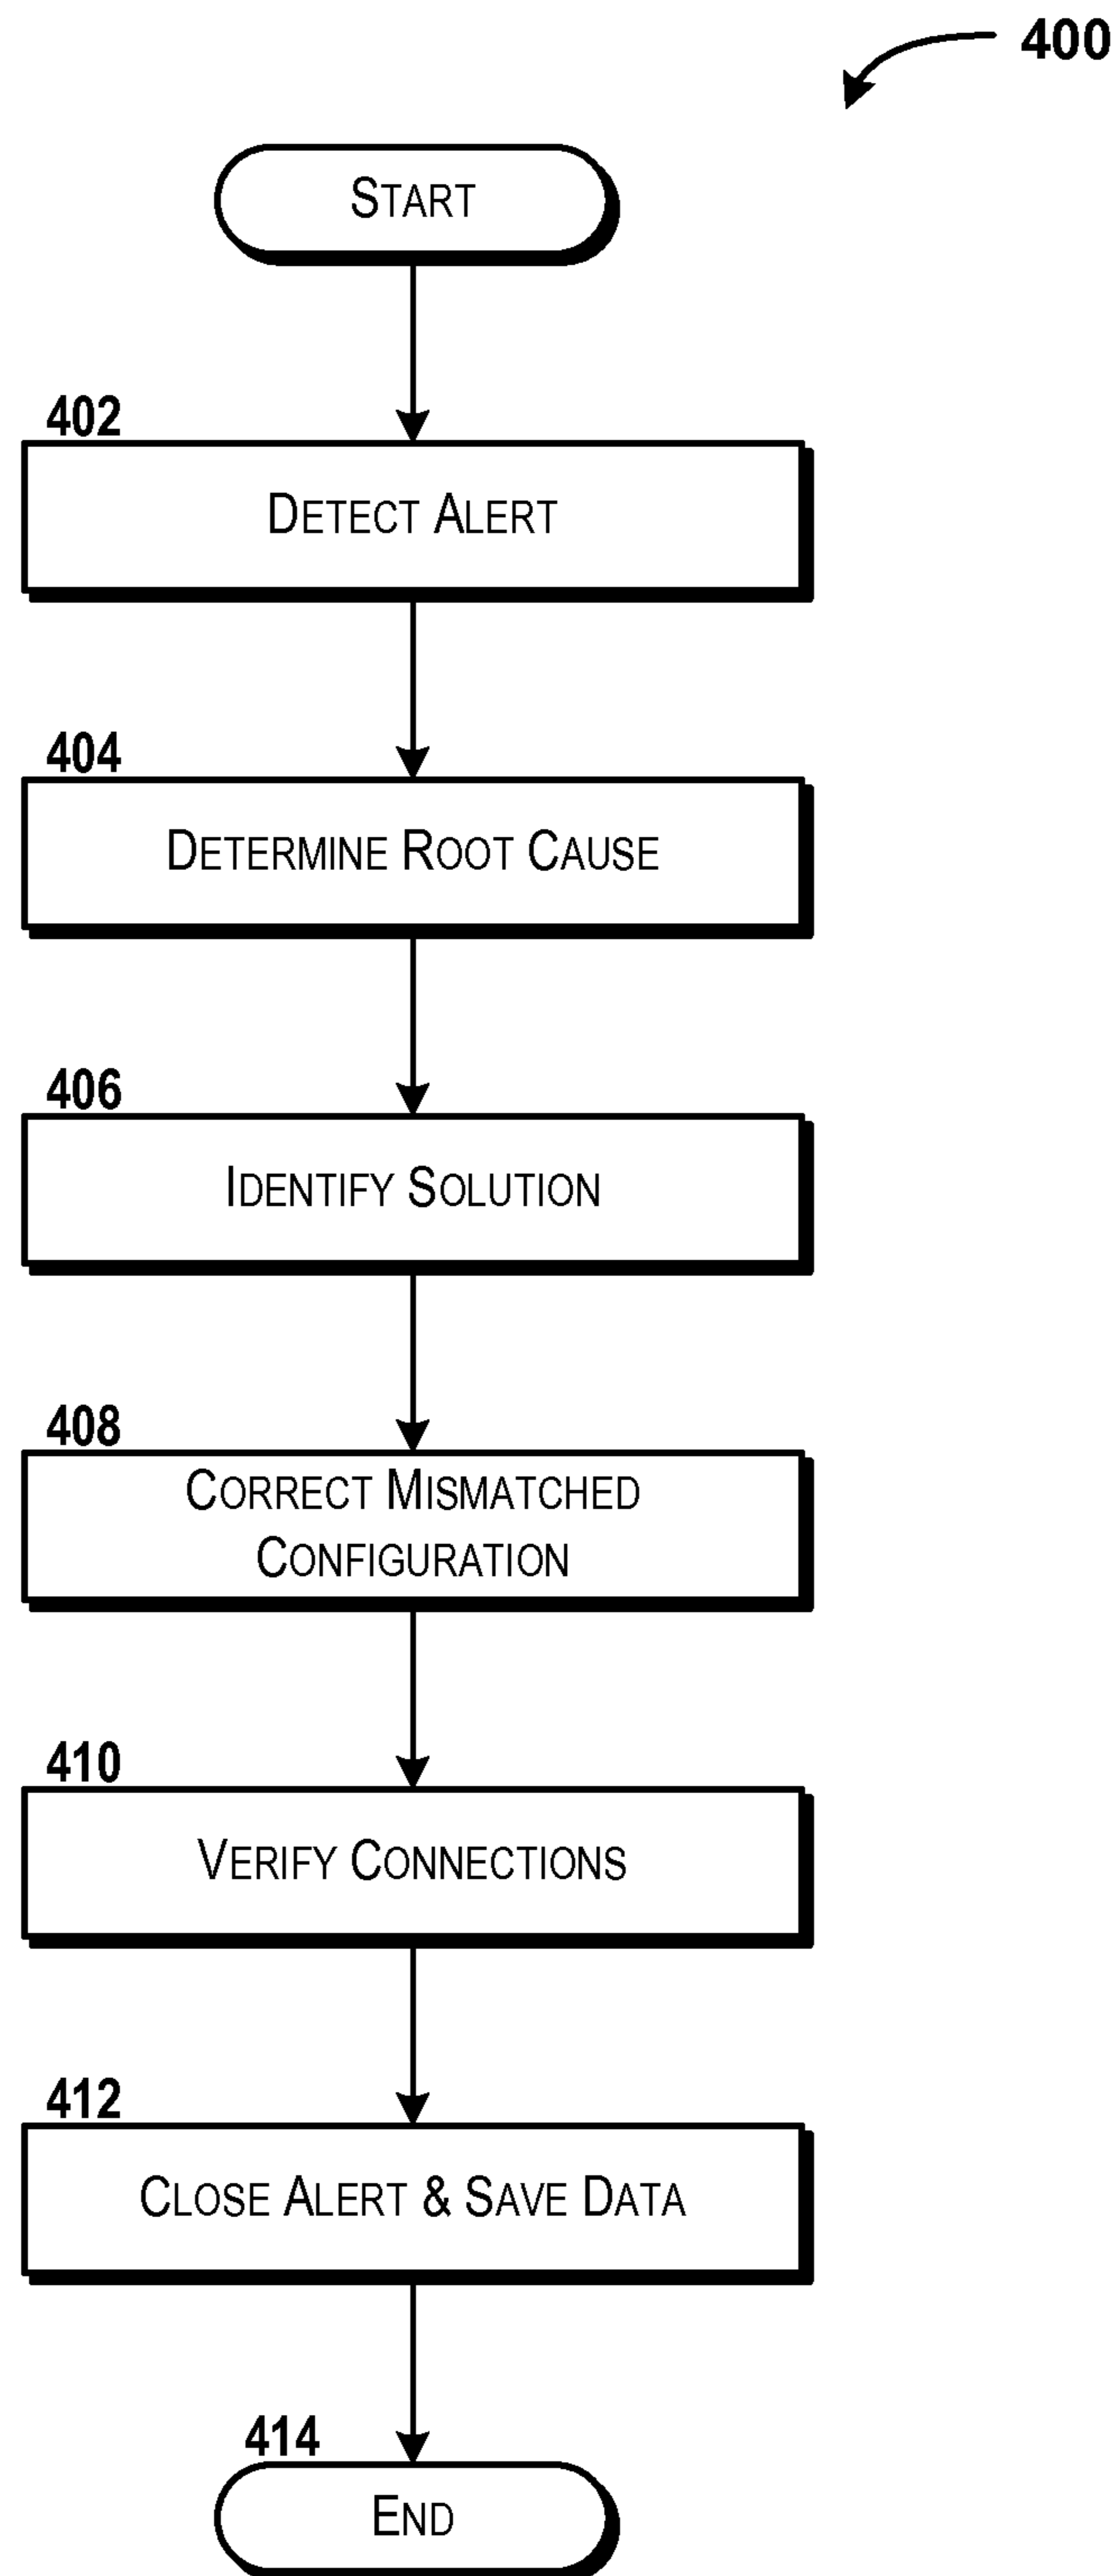 400
START
402
DETECT ALERT
404
DETERMINE ROOT CAUSE
406
IDENTIFY SOLUTION
408
CORRECT MISMATCHED
CONFIGURATION
410
VERIFY CONNECTIONS
412
CLOSE ALERT & SAVE DATA
414
END